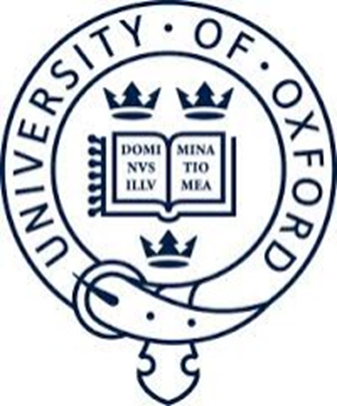 UNIVERSITY · OF · OXFORD
DOMI
NVS
ILLV
MINA
TIO
MEA